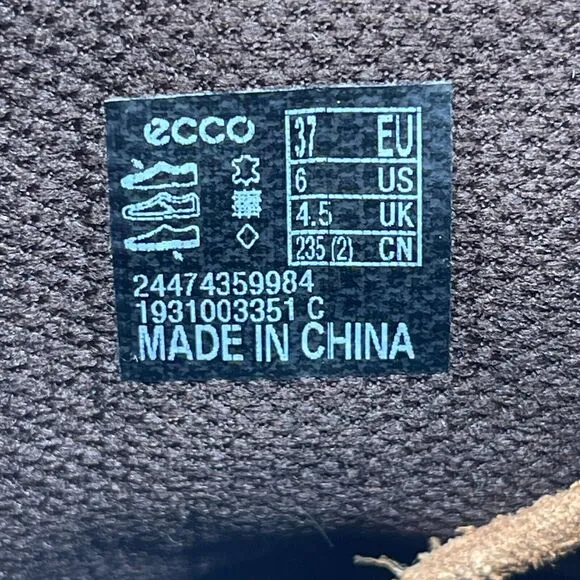 ecco
37 EU
6 US
4.5 UK
235 (2) CN
24474359984
1931003351 C
MADE IN CHINA